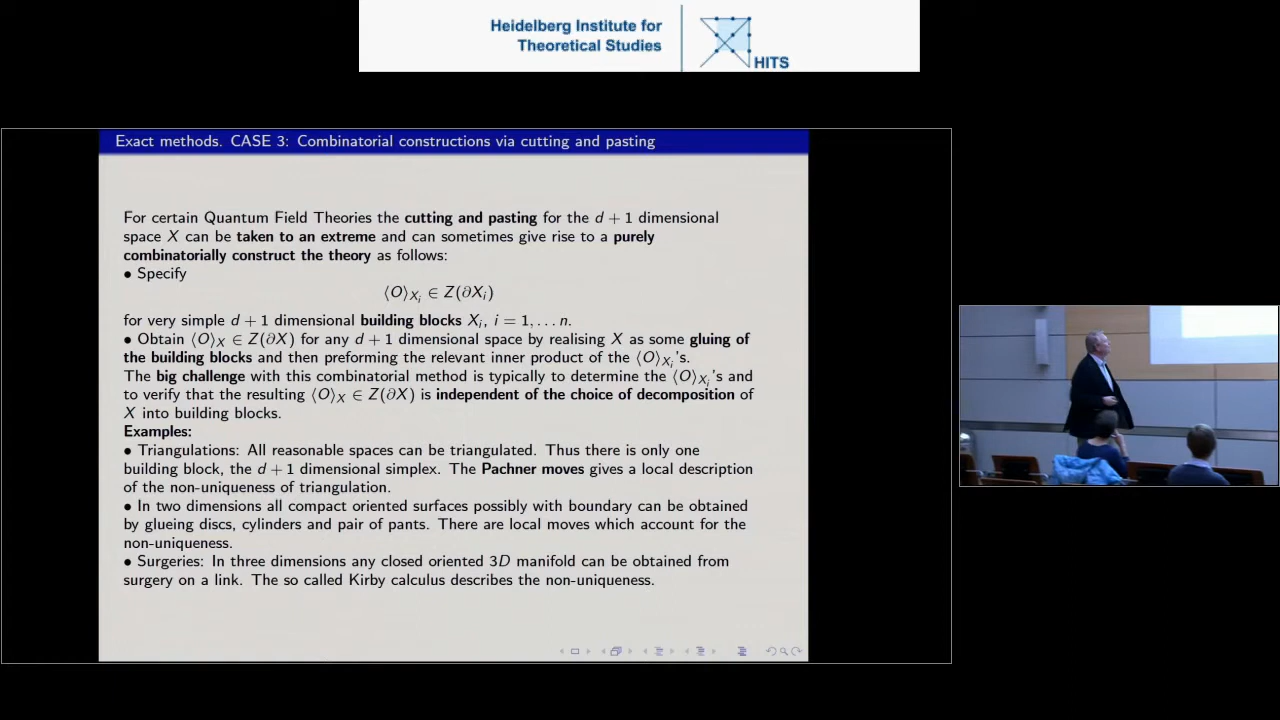 Heidelberg Institute for
Theoretical Studies
HITS
Exact methods. CASE 3: Combinatorial constructions via cutting and pasting
For certain Quantum Field Theories the cutting and pasting for the d + 1 dimensional
space X can be taken to an extreme and can sometimes give rise to a purely
combinatorially construct the theory as follows:
• Specify
⟨O⟩_{X_i} ∈ Z(∂X_i)
for very simple d + 1 dimensional building blocks X_i, i = 1, . . . n.
• Obtain ⟨O⟩_X ∈ Z(∂X) for any d + 1 dimensional space by realising X as some gluing of
the building blocks and then preforming the relevant inner product of the ⟨O⟩_{X_i}'s.
The big challenge with this combinatorial method is typically to determine the ⟨O⟩_{X_i}'s and
to verify that the resulting ⟨O⟩_X ∈ Z(∂X) is independent of the choice of decomposition of
X into building blocks.
Examples:
• Triangulations: All reasonable spaces can be triangulated. Thus there is only one
building block, the d + 1 dimensional simplex. The Pachner moves gives a local description
of the non-uniqueness of triangulation.
• In two dimensions all compact oriented surfaces possibly with boundary can be obtained
by glueing discs, cylinders and pair of pants. There are local moves which account for the
non-uniqueness.
• Surgeries: In three dimensions any closed oriented 3D manifold can be obtained from
surgery on a link. The so called Kirby calculus describes the non-uniqueness.